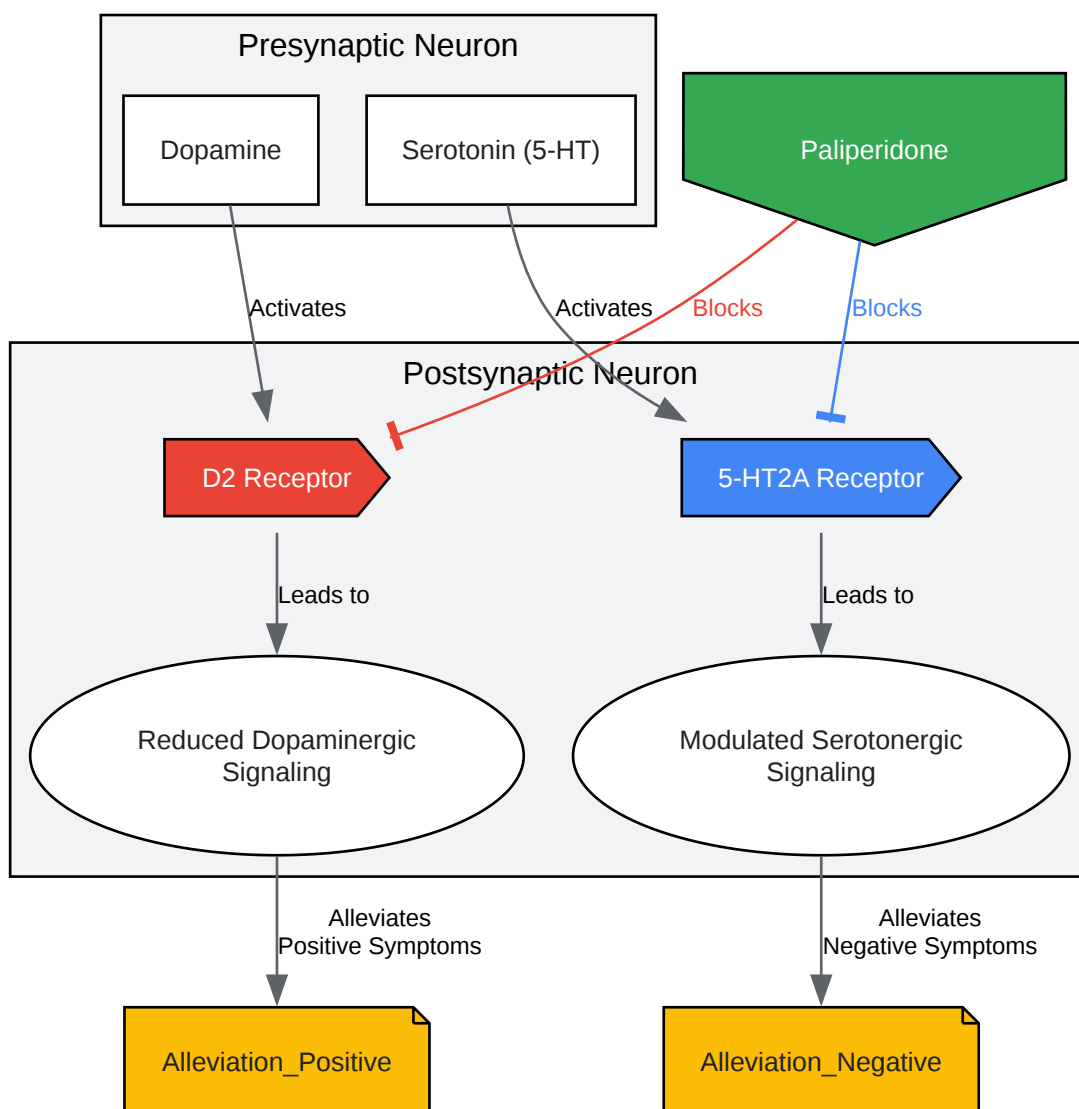 Presynaptic Neuron
Dopamine
Serotonin (5-HT)
Paliperidone
Activates
Activates
Blocks
Blocks
Postsynaptic Neuron
D2 Receptor
5-HT2A Receptor
Leads to
Leads to
Reduced Dopaminergic
Signaling
Modulated Serotonergic
Signaling
Alleviates
Positive Symptoms
Alleviates
Negative Symptoms
Alleviation_Positive
Alleviation_Negative